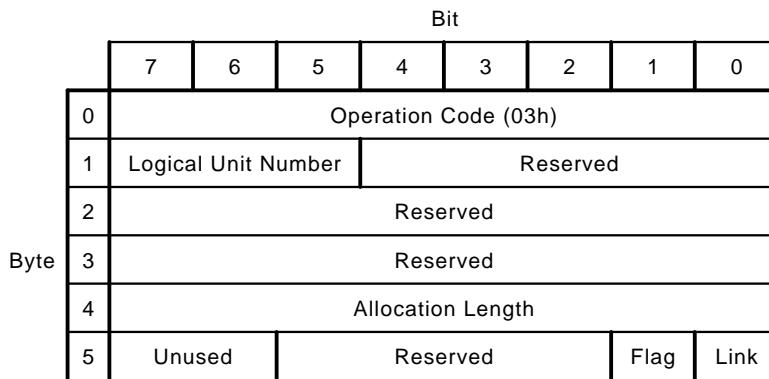 Bit
7 6 5 4 3 2 1 0
0 Operation Code (03h)
1 Logical Unit Number Reserved
2 Reserved
Byte 3 Reserved
4 Allocation Length
5 Unused Reserved Flag Link